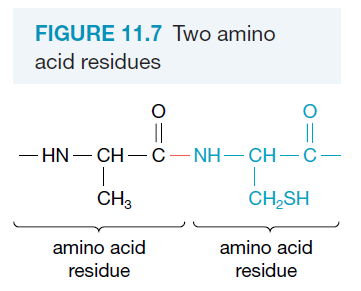 FIGURE 11.7 Two amino
acid residues
O O
— HN — CH — C — NH — CH — C —
CH₃ CH₂SH
amino acid amino acid
residue residue